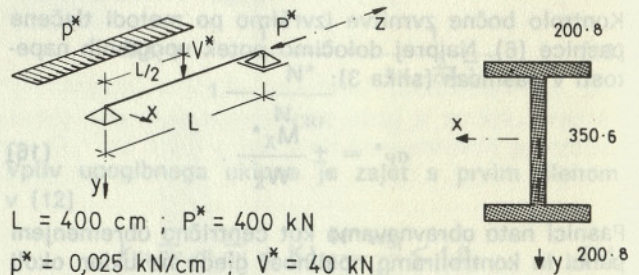 p*
P*
z
V*
L/2
x
L
y
200·8
x
350·6
200·8
y
L = 400 cm ; P* = 400 kN
p* = 0,025 kN/cm ; V* = 40 kN